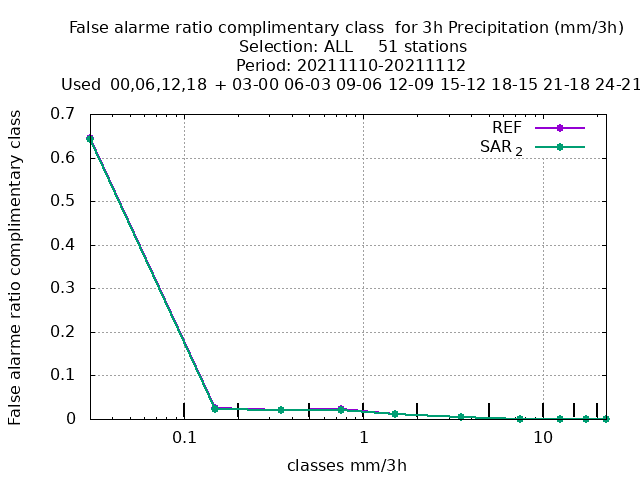 False alarme ratio complimentary class  for 3h Precipitation (mm/3h)
Selection: ALL     51 stations
Period: 20211110-20211112
Used  00,06,12,18  + 03-00 06-03 09-06 12-09 15-12 18-15 21-18 24-21
False alarme ratio complimentary class
0.7
0.6
0.5
0.4
0.3
0.2
0.1
0
REF
SAR 2
0.1 1 10
classes mm/3h